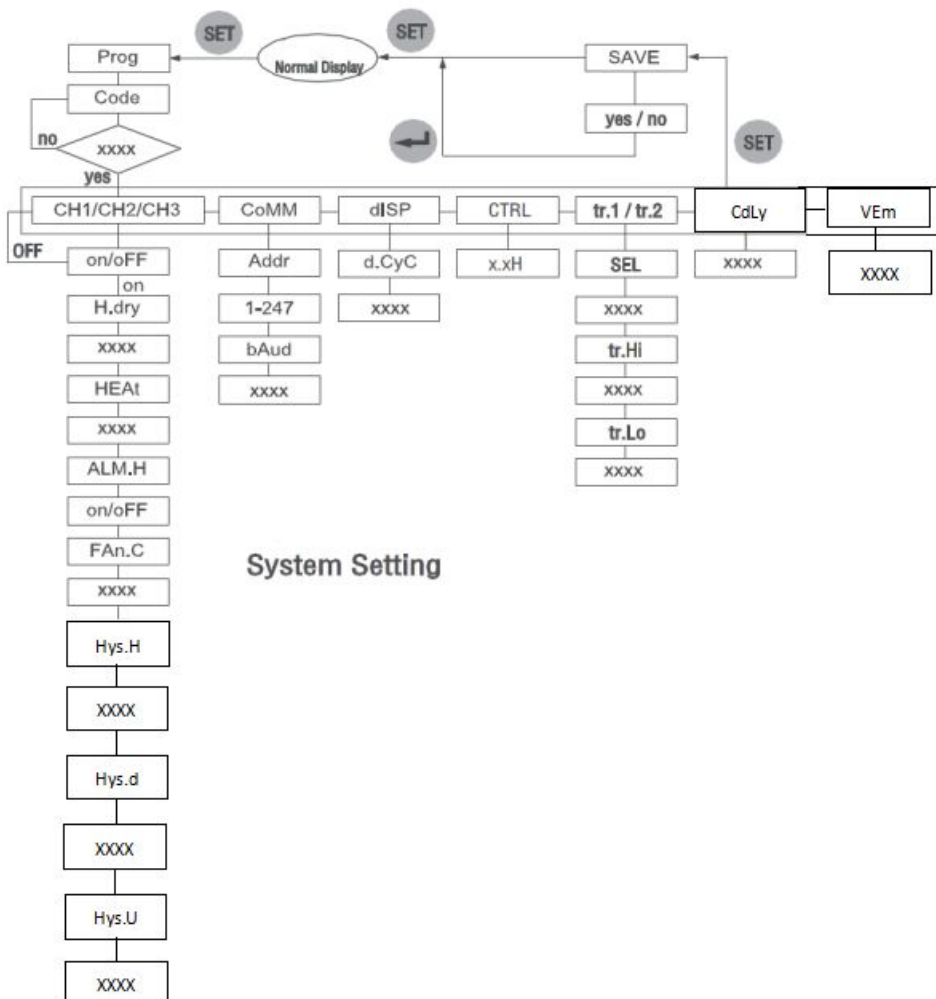 SET
SET
Prog
Normal Display
SAVE
Code
yes / no
no
xxxx
SET
yes
CH1/CH2/CH3
CoMM
dISP
CTRL
tr.1 / tr.2
CdLy
VEm
OFF
on/oFF
Addr
d.CyC
x.xH
SEL
xxxx
XXXX
on
H.dry
1-247
xxxx
xxxx
xxxx
bAud
tr.Hi
HEAt
xxxx
xxxx
xxxx
tr.Lo
ALM.H
xxxx
on/oFF
FAn.C
System Setting
xxxx
Hys.H
XXXX
Hys.d
XXXX
Hys.U
XXXX